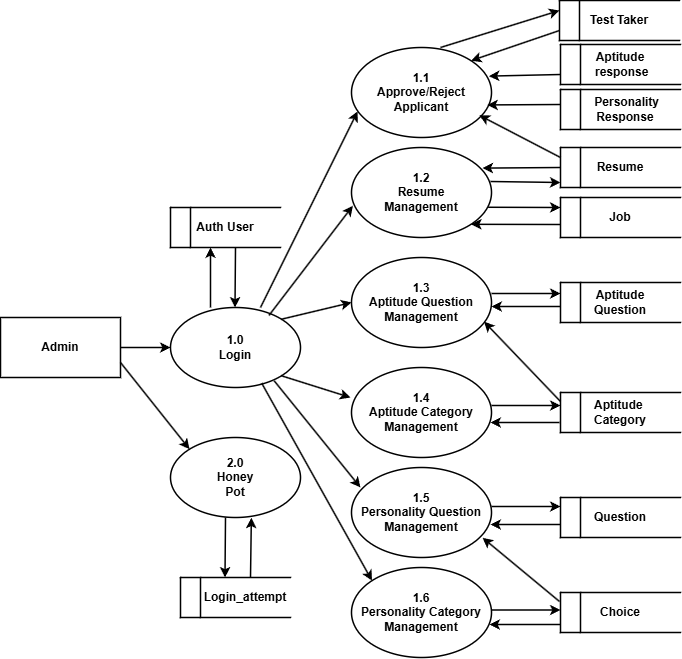 Test Taker
1.1
Approve/Reject
Applicant
Aptitude
response
Personality
Response
1.2
Resume
Management
Resume
Job
Auth User
1.3
Aptitude Question
Management
Aptitude
Question
Admin
1.0
Login
1.4
Aptitude Category
Management
Aptitude
Category
2.0
Honey
Pot
1.5
Personality Question
Management
Question
Login_attempt
1.6
Personality Category
Management
Choice